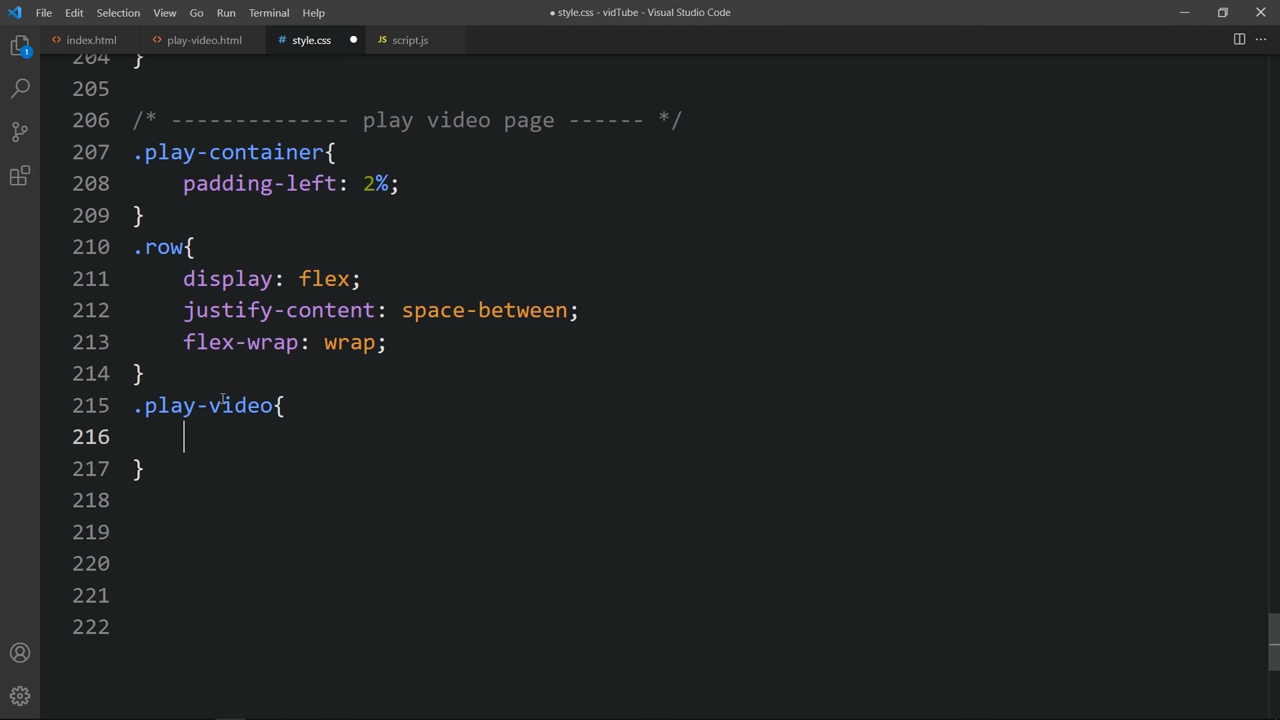 File Edit Selection View Go Run Terminal Help ● style.css - vidTube - Visual Studio Code
<> index.html <> play-video.html # style.css ● JS script.js
1
204 }
205
206 /* -------------- play video page ------ */
207 .play-container{
208 padding-left: 2%;
209 }
210 .row{
211 display: flex;
212 justify-content: space-between;
213 flex-wrap: wrap;
214 }
215 .play-video{
216
217 }
218
219
220
221
222